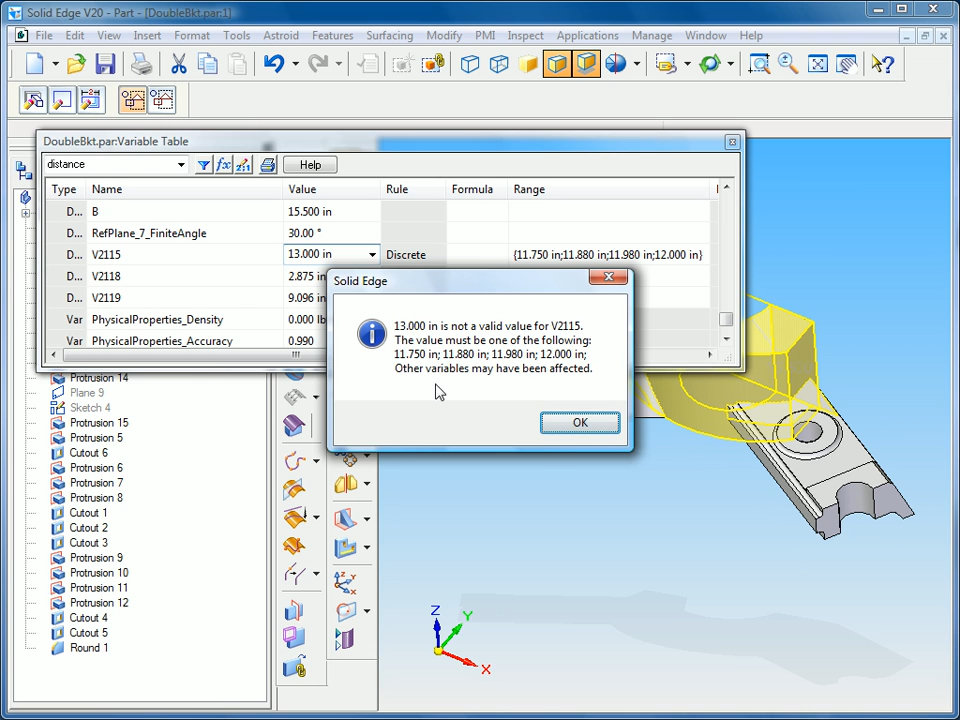 Solid Edge V20 - Part - [DoubleBkt.par:1]
File Edit View Insert Format Tools Astroid Features Surfacing Modify PMI Inspect Applications Manage Window Help
DoubleBkt.par:Variable Table
distance
Help
Type Name Value Rule Formula Range
D... B 15.500 in
D... RefPlane_7_FiniteAngle 30.00 °
D... V2115 13.000 in Discrete {11.750 in;11.880 in;11.980 in;12.000 in}
D... V2118 2.875 in
D... V2119 9.096 in
Var PhysicalProperties_Density 0.000 lb
Var PhysicalProperties_Accuracy 0.990
Solid Edge
13.000 in is not a valid value for V2115.
The value must be one of the following:
11.750 in; 11.880 in; 11.980 in; 12.000 in;
Other variables may have been affected.
OK
Protrusion 14
Plane 9
Sketch 4
Protrusion 15
Protrusion 5
Cutout 6
Protrusion 6
Protrusion 7
Protrusion 8
Cutout 1
Cutout 2
Cutout 3
Protrusion 9
Protrusion 10
Protrusion 11
Protrusion 12
Cutout 4
Cutout 5
Round 1
Z
Y
X